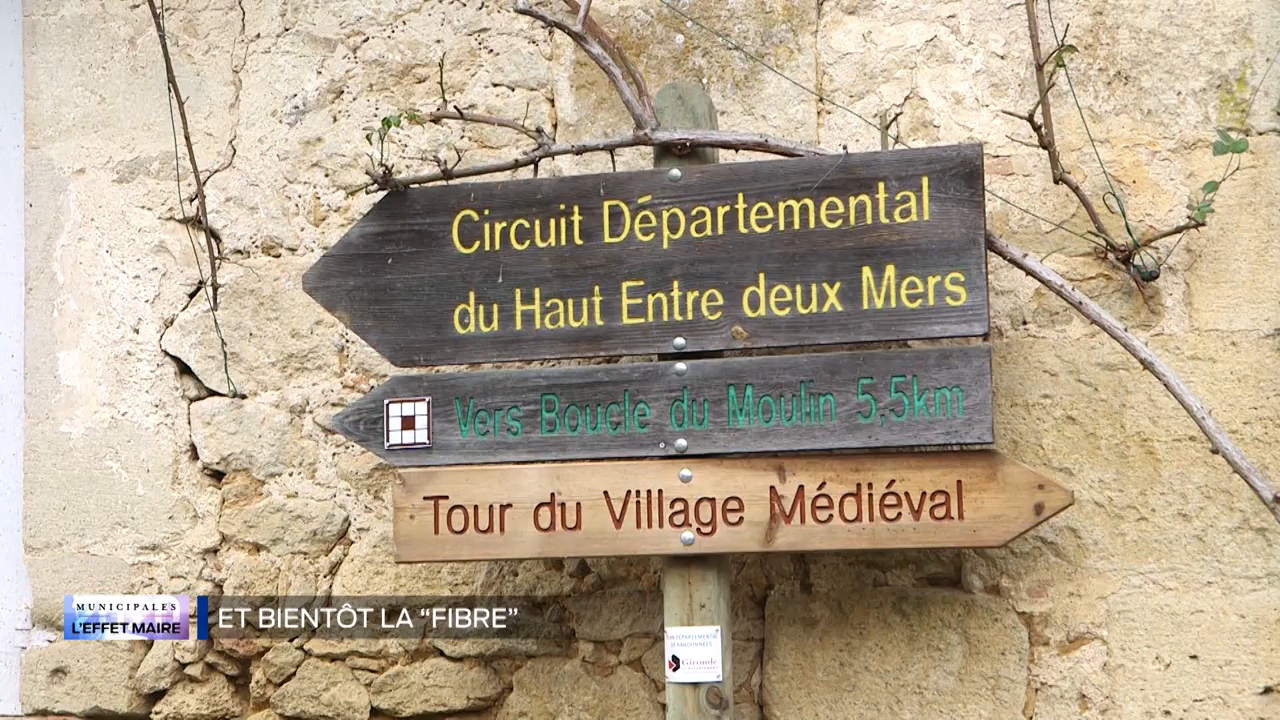 Circuit Départemental
du Haut Entre deux Mers
Vers Boucle du Moulin 5,5km
Tour du Village Médiéval
MUNICIPALES
L'EFFET MAIRE
ET BIENTÔT LA “FIBRE”
DÉPARTEMENTAL
Gironde